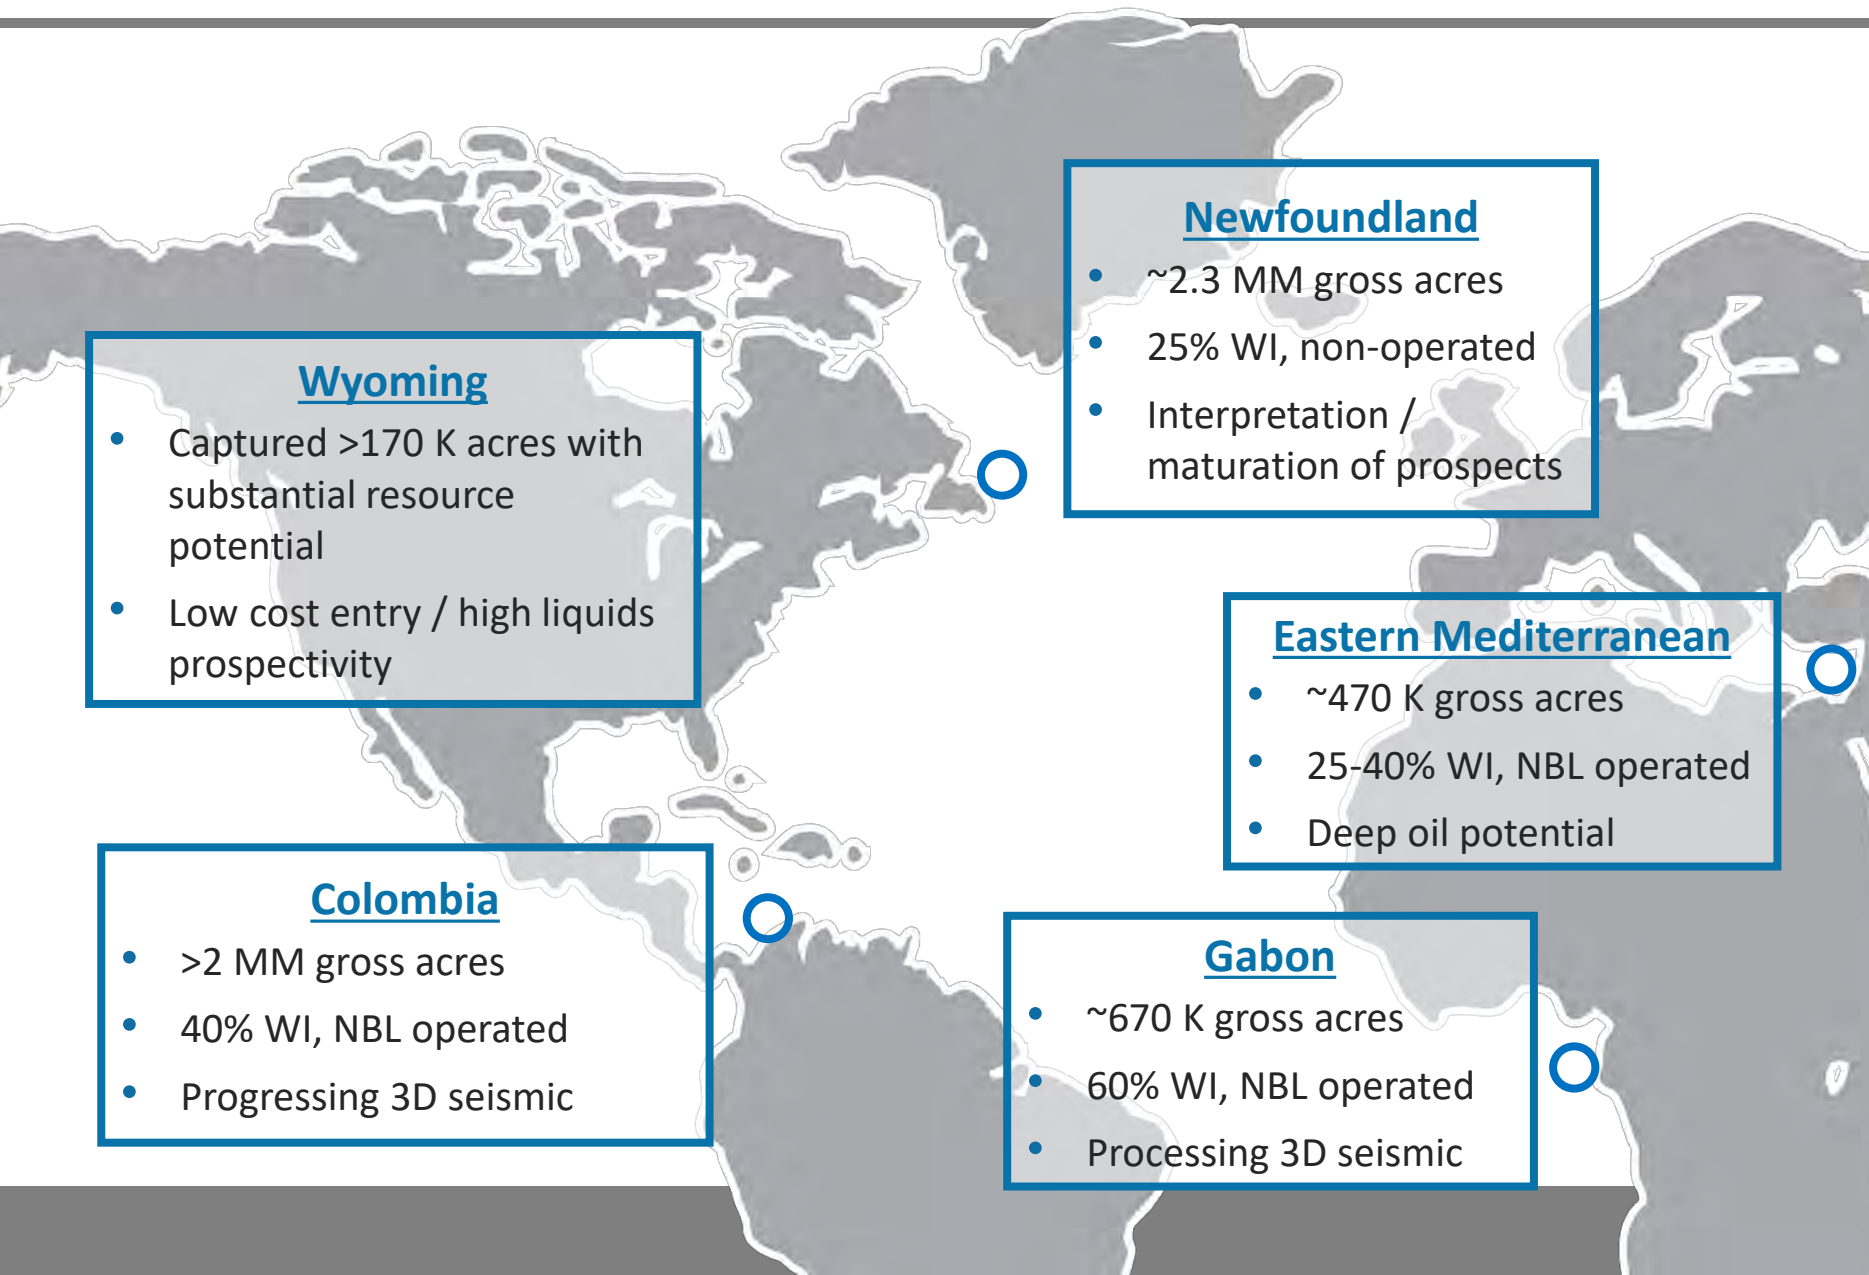 Wyoming
• Captured >170 K acres with
substantial resource
potential
• Low cost entry / high liquids
prospectivity
Newfoundland
• ~2.3 MM gross acres
• 25% WI, non-operated
• Interpretation /
maturation of prospects
Eastern Mediterranean
• ~470 K gross acres
• 25-40% WI, NBL operated
• Deep oil potential
Colombia
• >2 MM gross acres
• 40% WI, NBL operated
• Progressing 3D seismic
Gabon
• ~670 K gross acres
• 60% WI, NBL operated
• Processing 3D seismic